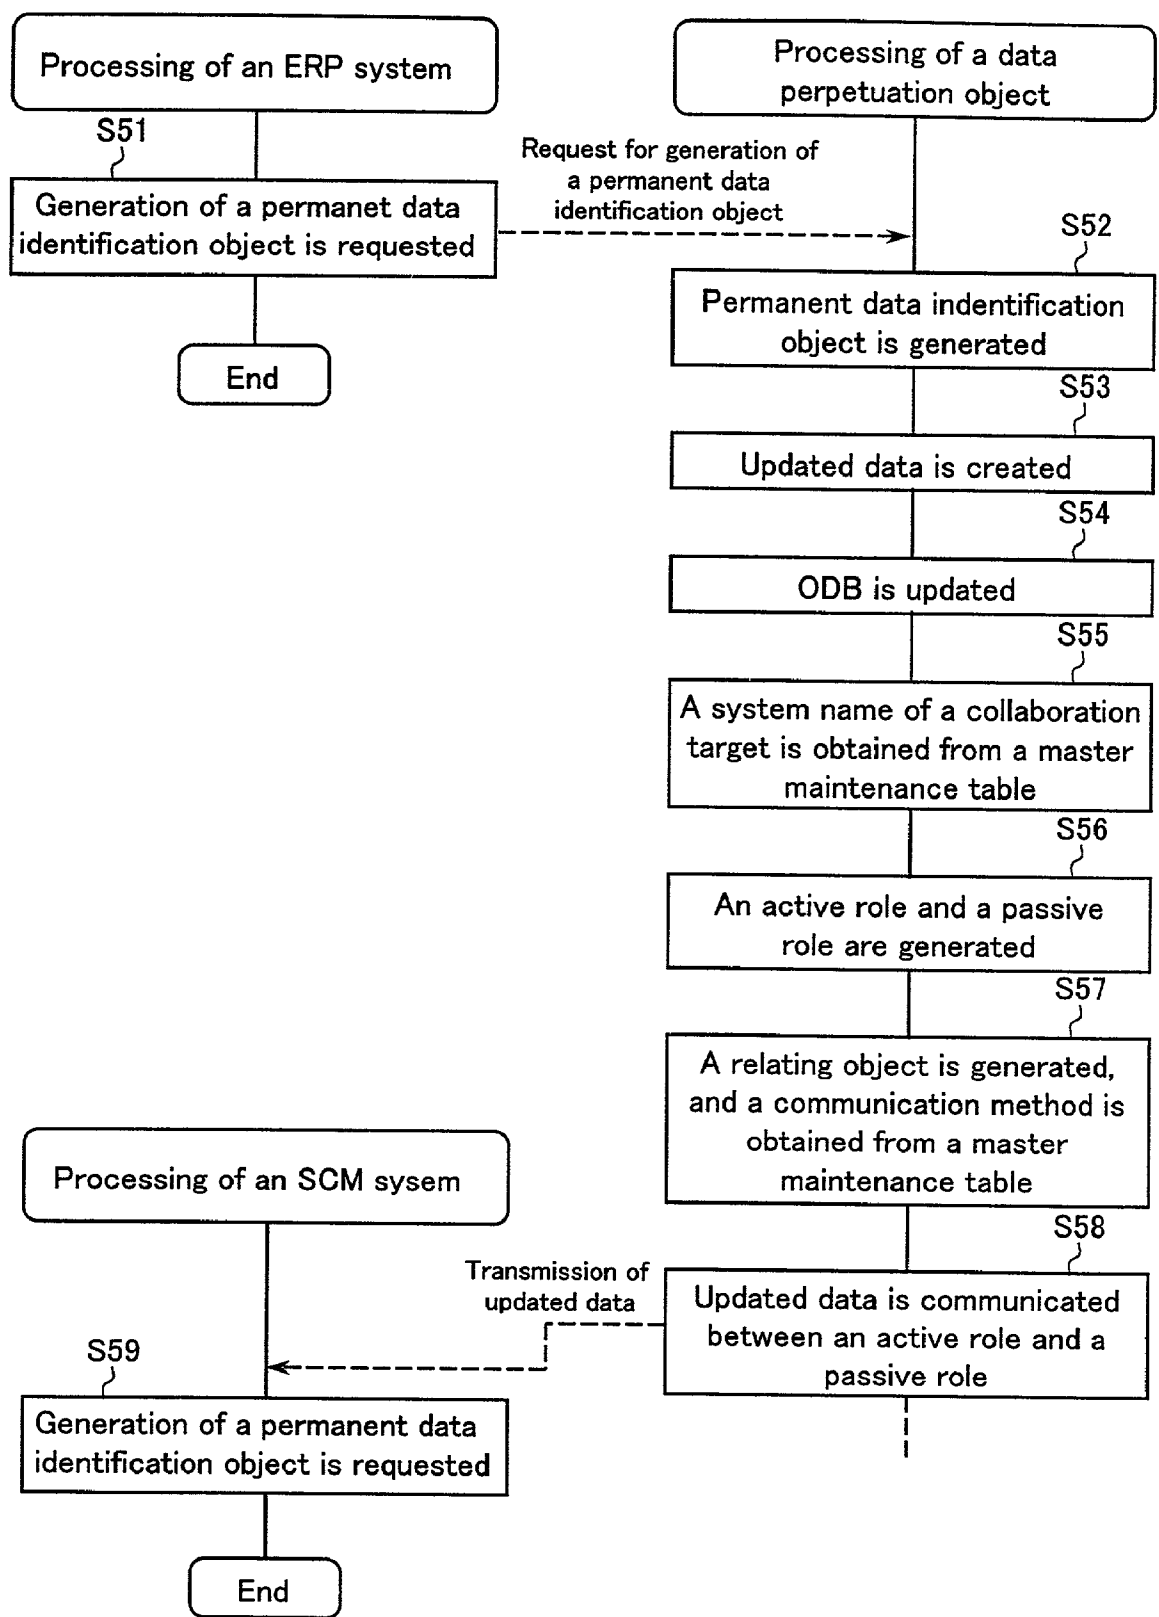 Processing of an ERP system
S51
Generation of a permanet data
identification object is requested
End
Request for generation of
a permanent data
identification object
Processing of a data
perpetuation object
S52
Permanent data indentification
object is generated
S53
Updated data is created
S54
ODB is updated
S55
A system name of a collaboration
target is obtained from a master
maintenance table
S56
An active role and a passive
role are generated
S57
A relating object is generated,
and a communication method is
obtained from a master
maintenance table
S58
Updated data is communicated
between an active role and a
passive role
Transmission of
updated data
Processing of an SCM sysem
S59
Generation of a permanent data
identification object is requested
End